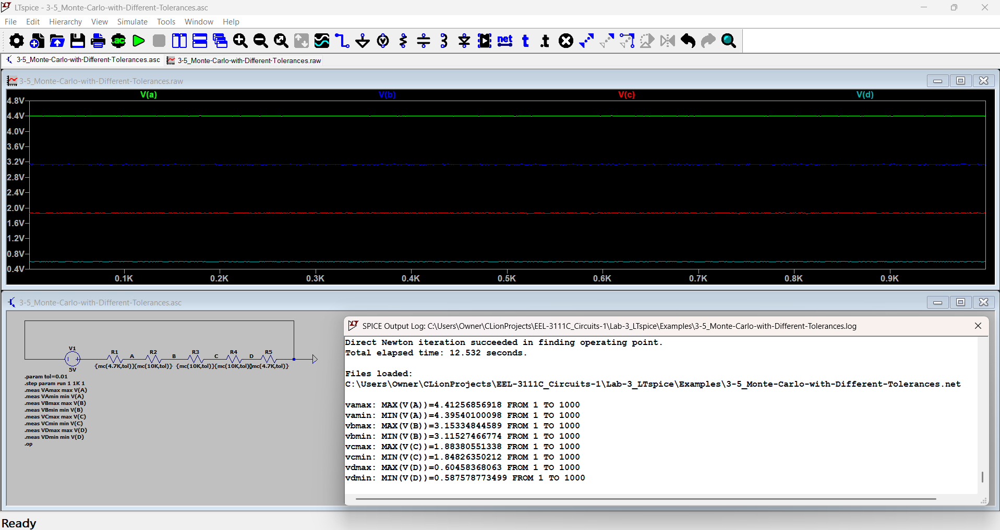 LTspice - 3-5_Monte-Carlo-with-Different-Tolerances.asc
File Edit Hierarchy View Simulate Tools Window Help
.ac net t .t
3-5_Monte-Carlo-with-Different-Tolerances.asc 3-5_Monte-Carlo-with-Different-Tolerances.raw
3-5_Monte-Carlo-with-Different-Tolerances.raw
V(a) V(b) V(c) V(d)
4.8V
4.4V
4.0V
3.6V
3.2V
2.8V
2.4V
2.0V
1.6V
1.2V
0.8V
0.4V
0.1K 0.2K 0.3K 0.4K 0.5K 0.6K 0.7K 0.8K 0.9K
3-5_Monte-Carlo-with-Different-Tolerances.asc
V1 R1 A R2 B R3 C R4 D R5
5V {mc(4.7K,tol)} {mc(10K,tol)} {mc(10K,tol)} {mc(10K,tol)} {mc(4.7K,tol)}
.param tol=0.01
.step param run 1 1K 1
.meas VAmax max V(A)
.meas VAmin min V(A)
.meas VBmax max V(B)
.meas VBmin min V(B)
.meas VCmax max V(C)
.meas VCmin min V(C)
.meas VDmax max V(D)
.meas VDmin min V(D)
.op
SPICE Output Log: C:\Users\Owner\CLionProjects\EEL-3111C_Circuits-1\Lab-3_LTspice\Examples\3-5_Monte-Carlo-with-Different-Tolerances.log
Direct Newton iteration succeeded in finding operating point.
Total elapsed time: 12.532 seconds.
Files loaded:
C:\Users\Owner\CLionProjects\EEL-3111C_Circuits-1\Lab-3_LTspice\Examples\3-5_Monte-Carlo-with-Different-Tolerances.net
vamax: MAX(V(A))=4.41256856918 FROM 1 TO 1000
vamin: MIN(V(A))=4.39540100098 FROM 1 TO 1000
vbmax: MAX(V(B))=3.15334844589 FROM 1 TO 1000
vbmin: MIN(V(B))=3.11527466774 FROM 1 TO 1000
vcmax: MAX(V(C))=1.88380551338 FROM 1 TO 1000
vcmin: MIN(V(C))=1.84826350212 FROM 1 TO 1000
vdmax: MAX(V(D))=0.60458368063 FROM 1 TO 1000
vdmin: MIN(V(D))=0.587578773499 FROM 1 TO 1000
Ready